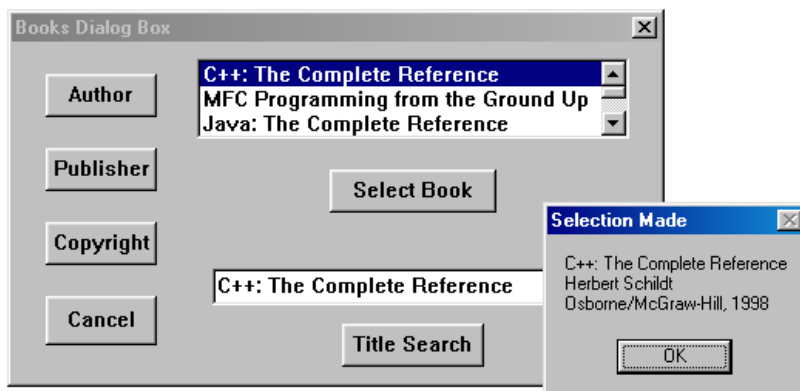 Books Dialog Box
Author
C++: The Complete Reference
MFC Programming from the Ground Up
Java: The Complete Reference
Publisher
Select Book
Copyright
C++: The Complete Reference
Cancel
Title Search
Selection Made
C++: The Complete Reference
Herbert Schildt
Osborne/McGraw-Hill, 1998
OK